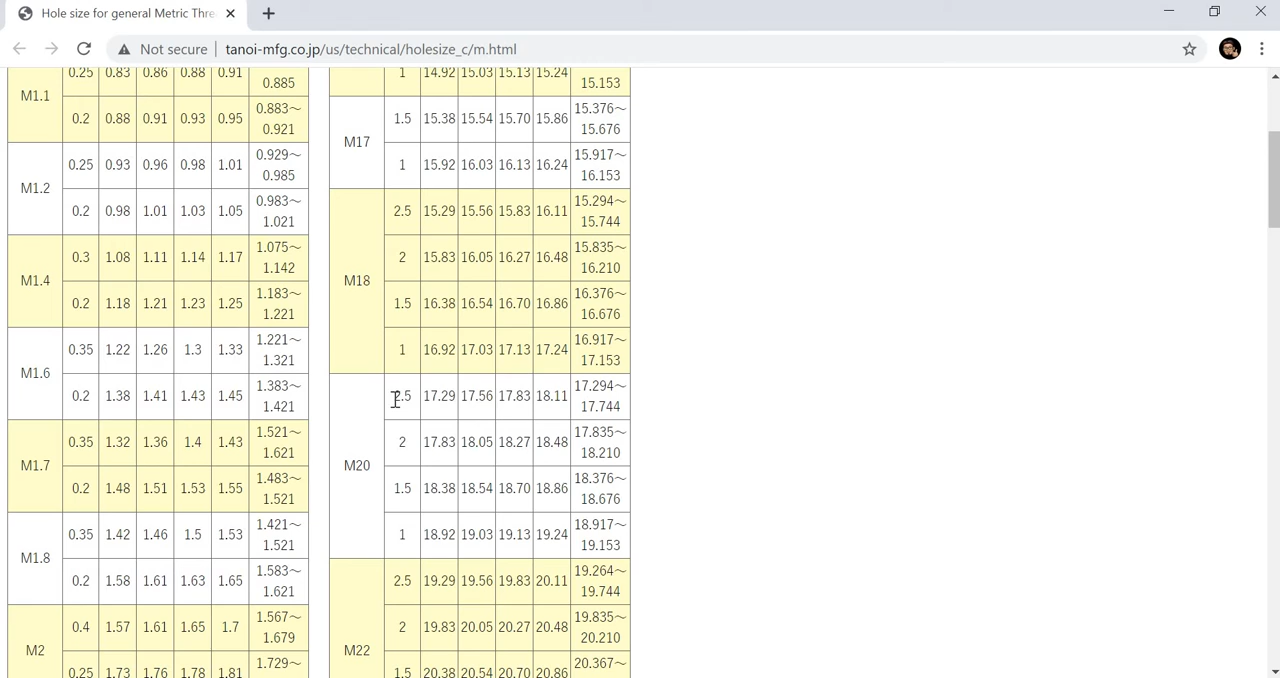 Hole size for general Metric Thre
Not secure
tanoi-mfg.co.jp/us/technical/holesize_c/m.html
M1.1
0.25 0.83 0.86 0.88 0.91 0.885
0.2 0.88 0.91 0.93 0.95 0.883～
0.921
M1.2
0.25 0.93 0.96 0.98 1.01 0.929～
0.985
0.2 0.98 1.01 1.03 1.05 0.983～
1.021
M1.4
0.3 1.08 1.11 1.14 1.17 1.075～
1.142
0.2 1.18 1.21 1.23 1.25 1.183～
1.221
M1.6
0.35 1.22 1.26 1.3 1.33 1.221～
1.321
0.2 1.38 1.41 1.43 1.45 1.383～
1.421
M1.7
0.35 1.32 1.36 1.4 1.43 1.521～
1.621
0.2 1.48 1.51 1.53 1.55 1.483～
1.521
M1.8
0.35 1.42 1.46 1.5 1.53 1.421～
1.521
0.2 1.58 1.61 1.63 1.65 1.583～
1.621
M2
0.4 1.57 1.61 1.65 1.7 1.567～
1.679
0.25 1.73 1.76 1.78 1.81 1.729～
1 14.92 15.03 15.13 15.24 15.153
M17
1.5 15.38 15.54 15.70 15.86 15.376～
15.676
1 15.92 16.03 16.13 16.24 15.917～
16.153
M18
2.5 15.29 15.56 15.83 16.11 15.294～
15.744
2 15.83 16.05 16.27 16.48 15.835～
16.210
1.5 16.38 16.54 16.70 16.86 16.376～
16.676
1 16.92 17.03 17.13 17.24 16.917～
17.153
M20
2.5 17.29 17.56 17.83 18.11 17.294～
17.744
2 17.83 18.05 18.27 18.48 17.835～
18.210
1.5 18.38 18.54 18.70 18.86 18.376～
18.676
1 18.92 19.03 19.13 19.24 18.917～
19.153
M22
2.5 19.29 19.56 19.83 20.11 19.264～
19.744
2 19.83 20.05 20.27 20.48 19.835～
20.210
1.5 20.38 20.54 20.70 20.86 20.367～